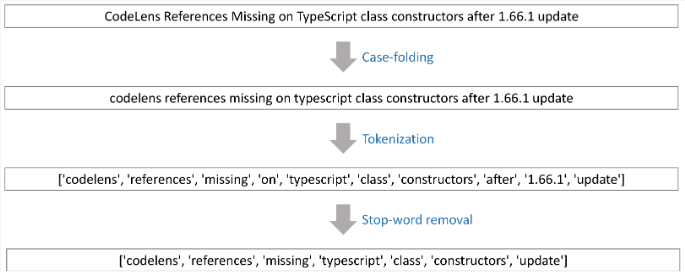 CodeLens References Missing on TypeScript class constructors after 1.66.1 update
Case-folding
codelens references missing on typescript class constructors after 1.66.1 update
Tokenization
['codelens', 'references', 'missing', 'on', 'typescript', 'class', 'constructors', 'after', '1.66.1', 'update']
Stop-word removal
['codelens', 'references', 'missing', 'typescript', 'class', 'constructors', 'update']